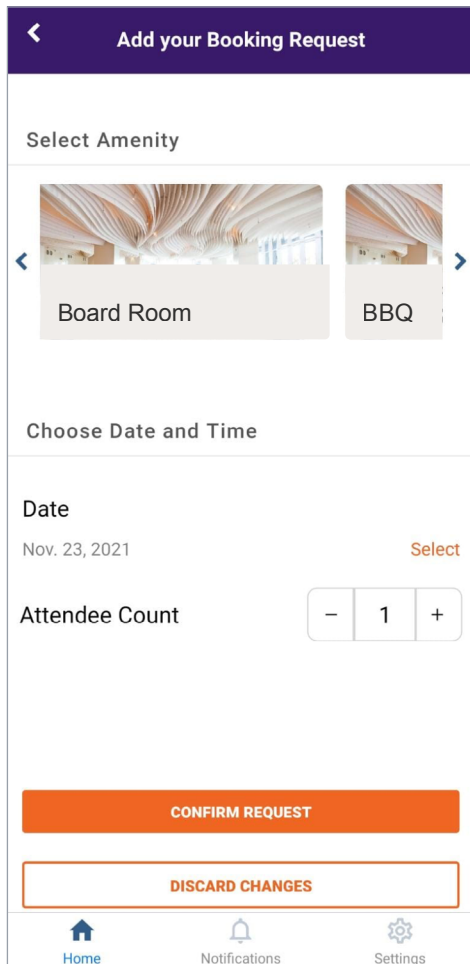 Add your Booking Request
Select Amenity
Board Room
BBQ
Choose Date and Time
Date
Nov. 23, 2021 Select
Attendee Count − 1 +
CONFIRM REQUEST
DISCARD CHANGES
Home Notifications Settings